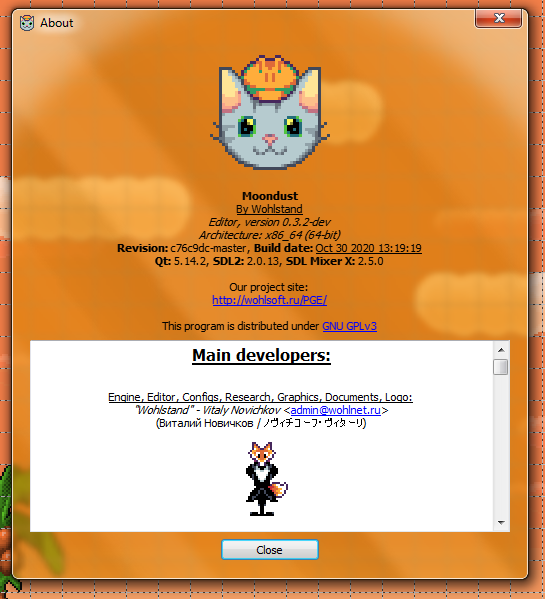 About
Moondust
By Wohlstand
Editor, version 0.3.2-dev
Architecture: x86_64 (64-bit)
Revision: c76c9dc-master, Build date: Oct 30 2020 13:19:19
Qt: 5.14.2, SDL2: 2.0.13, SDL Mixer X: 2.5.0
Our project site:
http://wohlsoft.ru/PGE/
This program is distributed under GNU GPLv3
Main developers:
Engine, Editor, Configs, Research, Graphics, Documents, Logo:
"Wohlstand" - Vitaly Novichkov <admin@wohlnet.ru>
(Виталий Новичков / ノヴィチコーフ・ヴィターリ)
Close